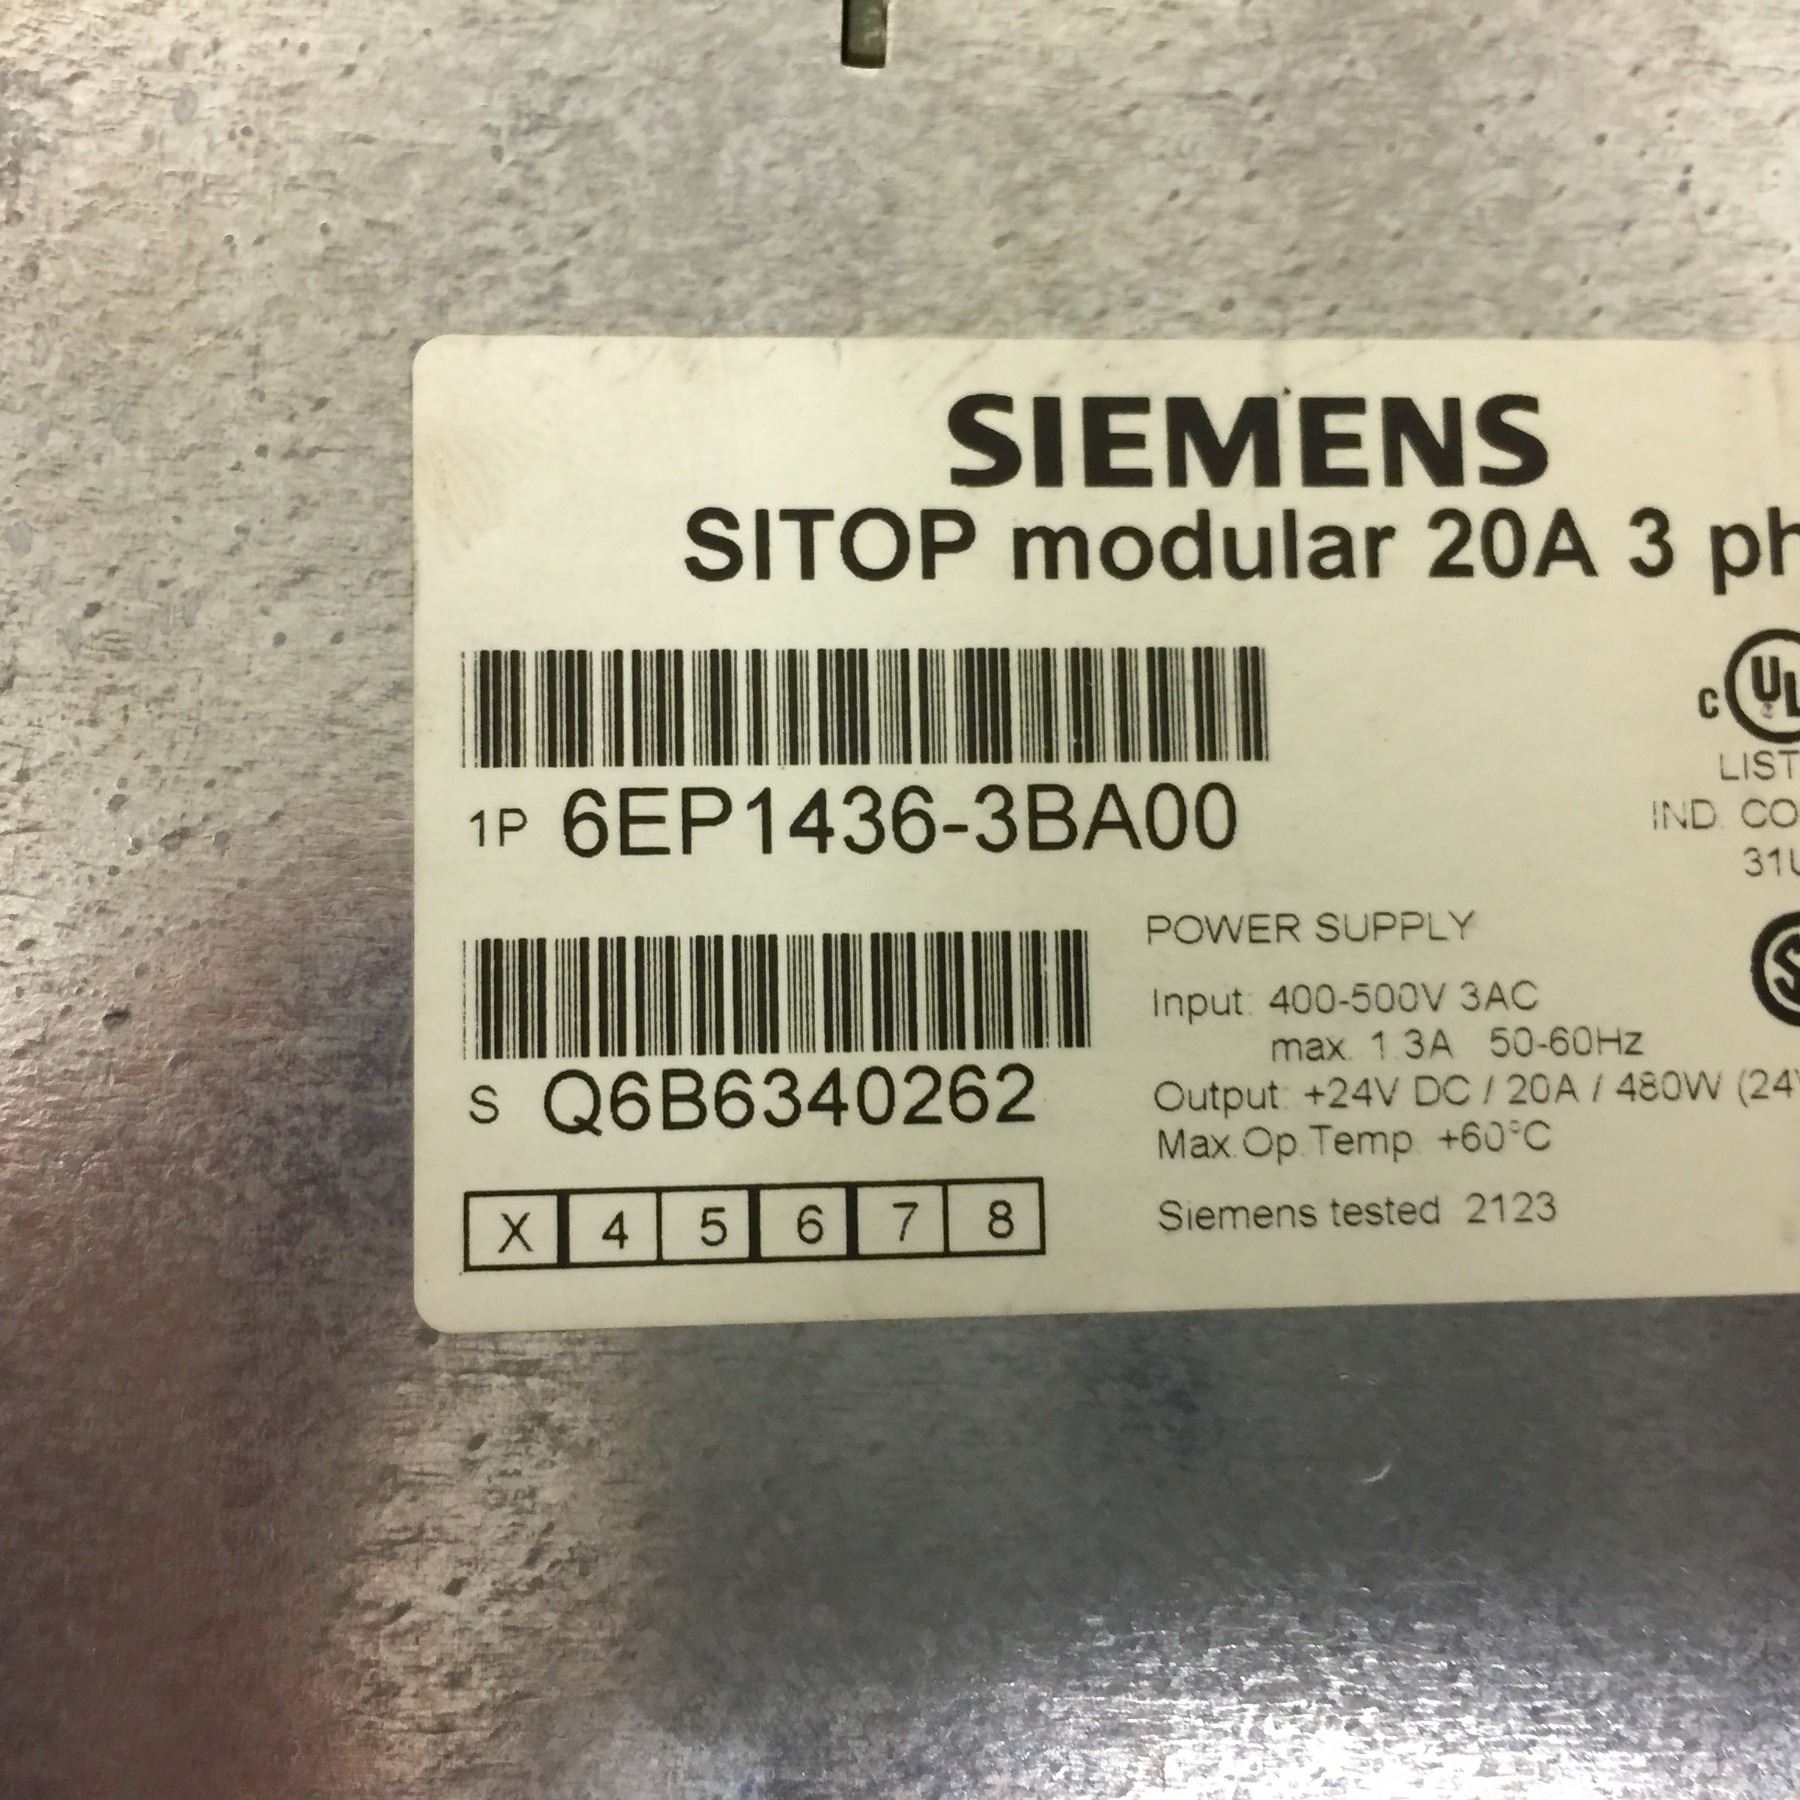 SIEMENS
SITOP modular 20A 3 ph
C UL
LIST
IND. CO
31U
1P 6EP1436-3BA00
POWER SUPPLY
Input: 400-500V 3AC
max. 1.3A 50-60Hz
Output: +24V DC / 20A / 480W (24V
Max.Op.Temp. +60°C
S Q6B6340262
X 4 5 6 7 8
Siemens tested 2123